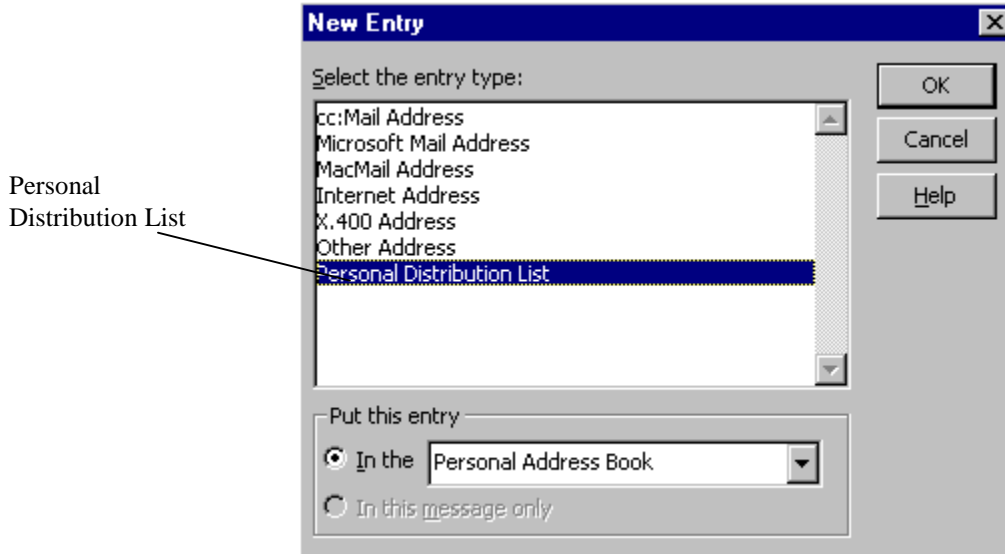 New Entry
Select the entry type:
cc:Mail Address
Microsoft Mail Address
MacMail Address
Internet Address
X.400 Address
Other Address
Personal Distribution List
OK
Cancel
Help
Personal
Distribution List
Put this entry
In the Personal Address Book
In this message only